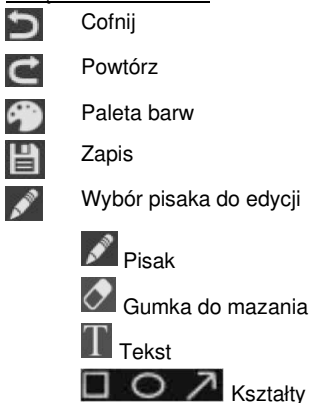 Cofnij
Powtórz
Paleta barw
Zapis
Wybór pisaka do edycji
Pisak
Gumka do mazania
T Tekst
Kształty